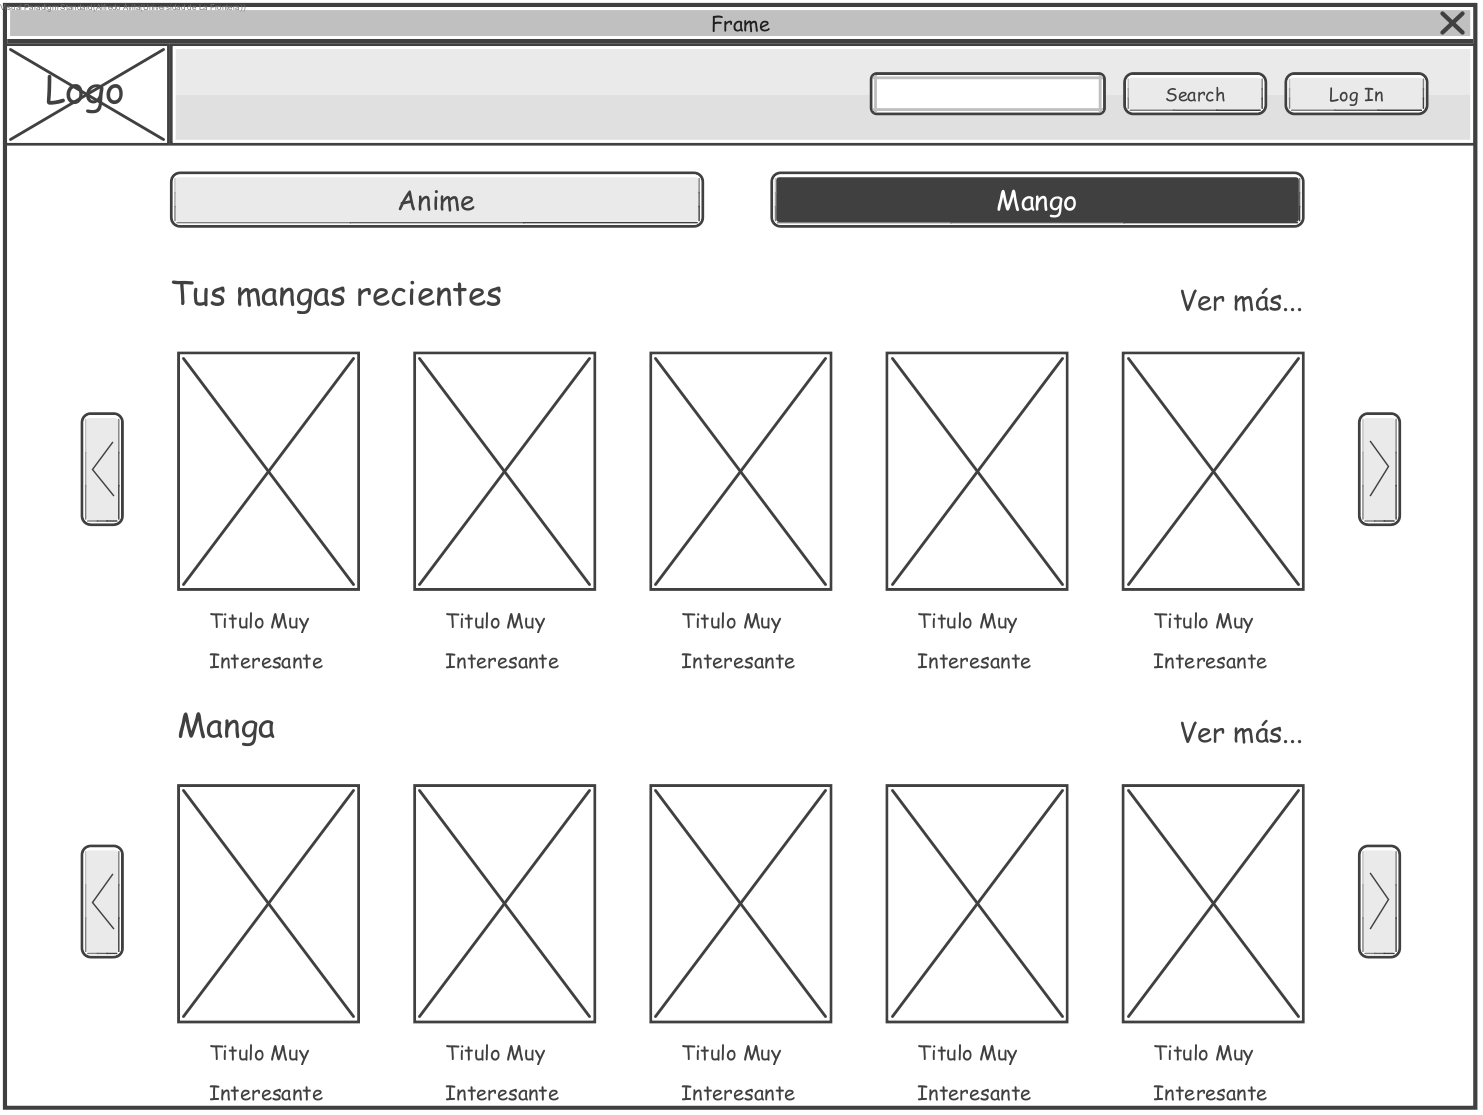 Frame
Logo
Search
Log In
Anime
Mango
Tus mangas recientes
Ver más...
Titulo Muy
Interesante
Titulo Muy
Interesante
Titulo Muy
Interesante
Titulo Muy
Interesante
Titulo Muy
Interesante
Manga
Ver más...
Titulo Muy
Interesante
Titulo Muy
Interesante
Titulo Muy
Interesante
Titulo Muy
Interesante
Titulo Muy
Interesante